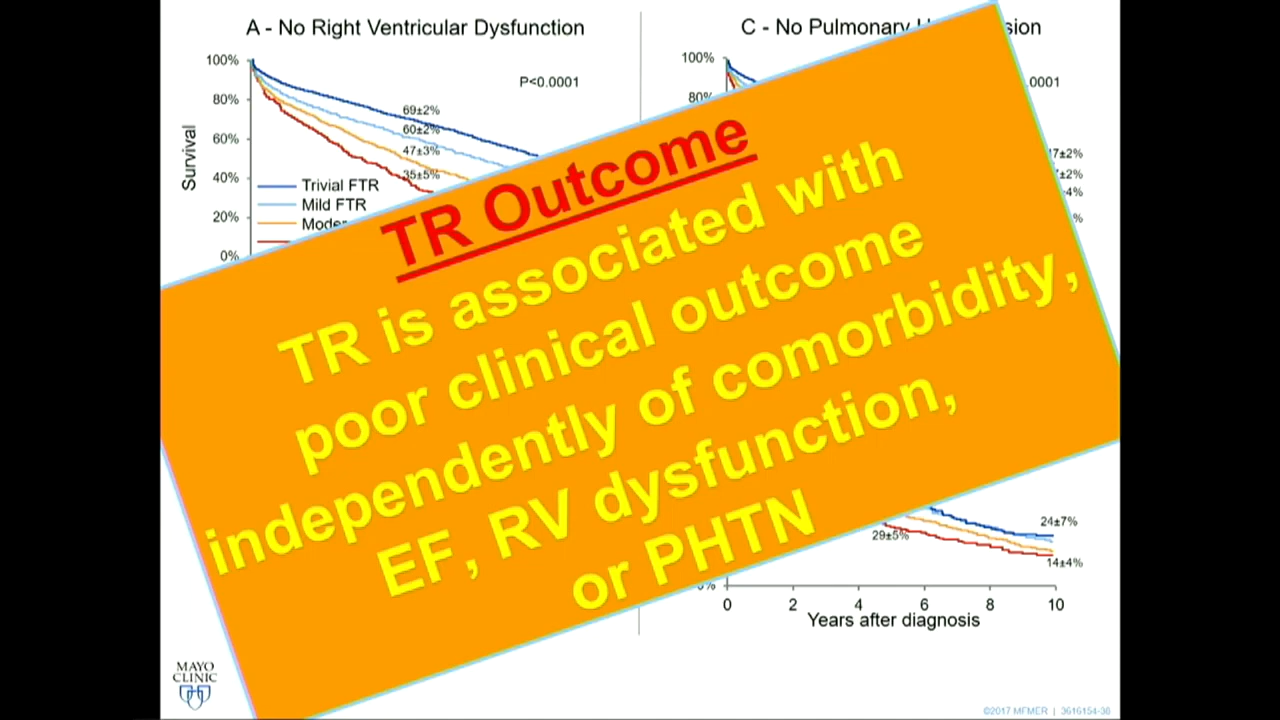 A - No Right Ventricular Dysfunction
C - No Pulmonary
100%
80%
60%
40%
20%
0%
Survival
P<0.0001
69±2%
60±2%
47±3%
35±5%
Trivial FTR
Mild FTR
100%
80%
TR Outcome
TR is associated with
poor clinical outcome
independently of comorbidity,
EF, RV dysfunction,
or PHTN
29±5%
24±7%
14±4%
0 2 4 6 8 10
Years after diagnosis
MAYO
CLINIC
©2017 MFMER | 3616154-36